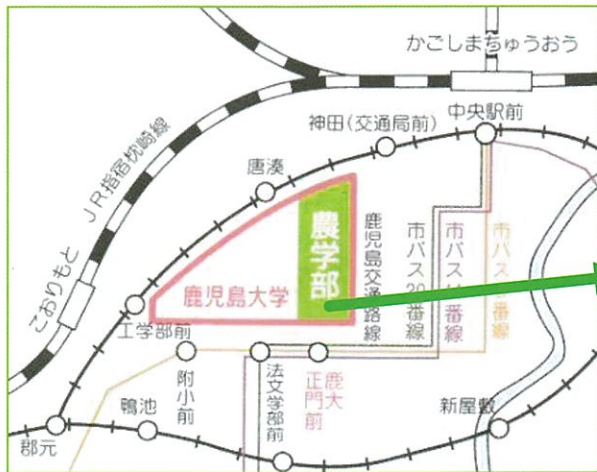 かごしまちゅうおう
中央駅前
神田(交通局前)
JR指宿枕崎線
唐湊
農学部
鹿児島大学
鹿児島交通
路線
市バス20番線
市バス
番線
市バス
番線
こおりもと
工学部前
附小前
法文学部前
鹿大正門前
鴨池
新屋敷
郡元